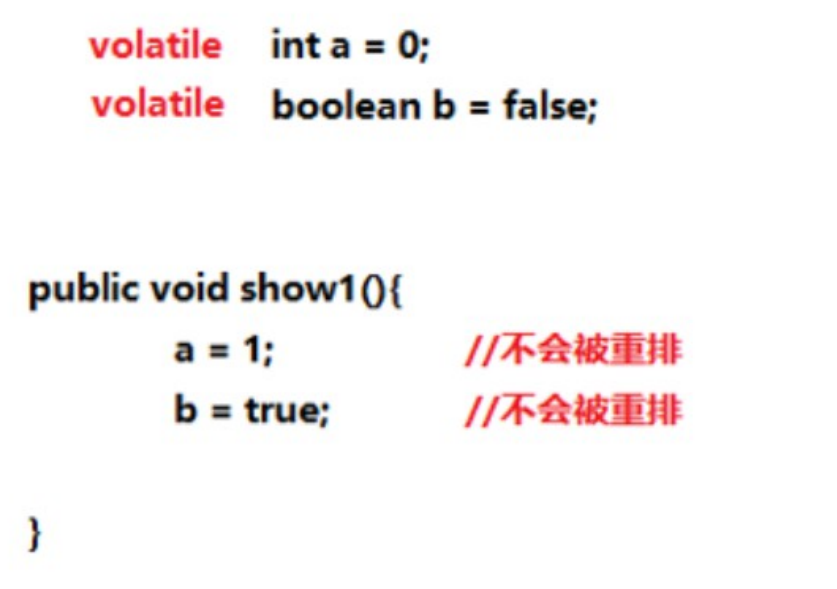 volatile int a = 0;
volatile boolean b = false;
public void show1(){
a = 1; //不会被重排
b = true; //不会被重排
}